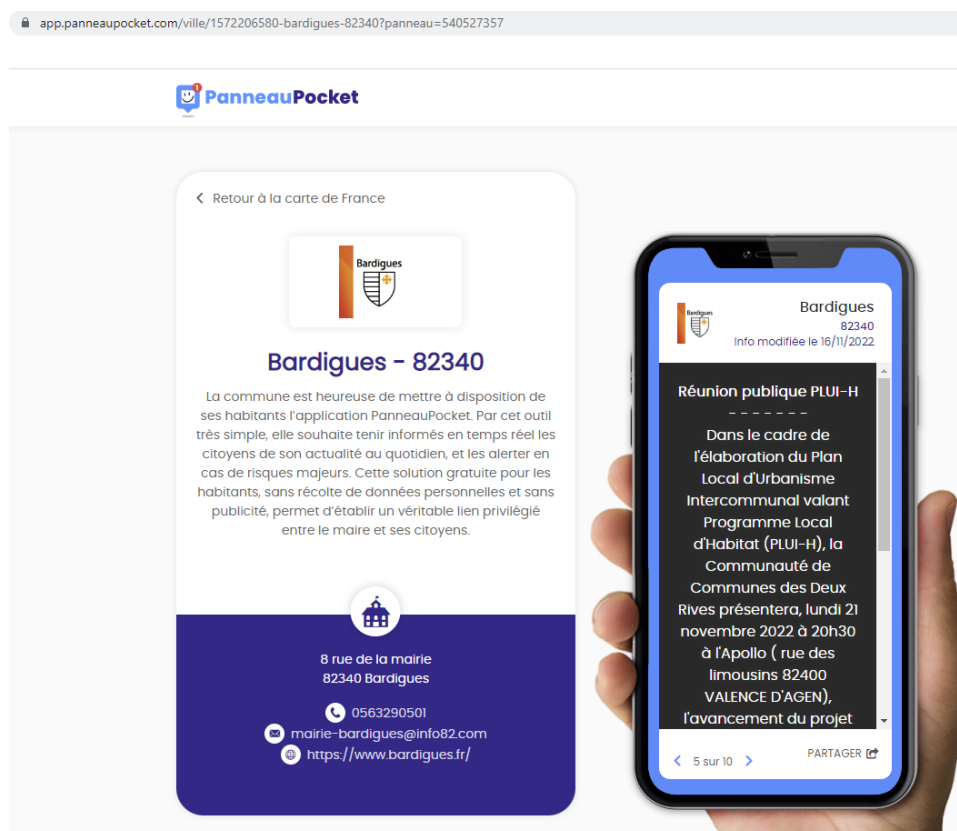 app.panneaupocket.com/ville/1572206580-bardigues-82340?panneau=540527357
1
PanneauPocket
Retour à la carte de France
Bardigues
Bardigues - 82340
La commune est heureuse de mettre à disposition de
ses habitants l'application PanneauPocket. Par cet outil
très simple, elle souhaite tenir informés en temps réel les
citoyens de son actualité au quotidien, et les alerter en
cas de risques majeurs. Cette solution gratuite pour les
habitants, sans récolte de données personnelles et sans
publicité, permet d'établir un véritable lien privilégié
entre le maire et ses citoyens.
8 rue de la mairie
82340 Bardigues
0563290501
mairie-bardigues@info82.com
https://www.bardigues.fr/
Bardigues
Bardigues
82340
Info modifiée le 16/11/2022
Réunion publique PLUI-H
- - - - - - -
Dans le cadre de
l'élaboration du Plan
Local d'Urbanisme
Intercommunal valant
Programme Local
d'Habitat (PLUI-H), la
Communauté de
Communes des Deux
Rives présentera, lundi 21
novembre 2022 à 20h30
à l'Apollo ( rue des
limousins 82400
VALENCE D'AGEN),
l'avancement du projet
5 sur 10
PARTAGER